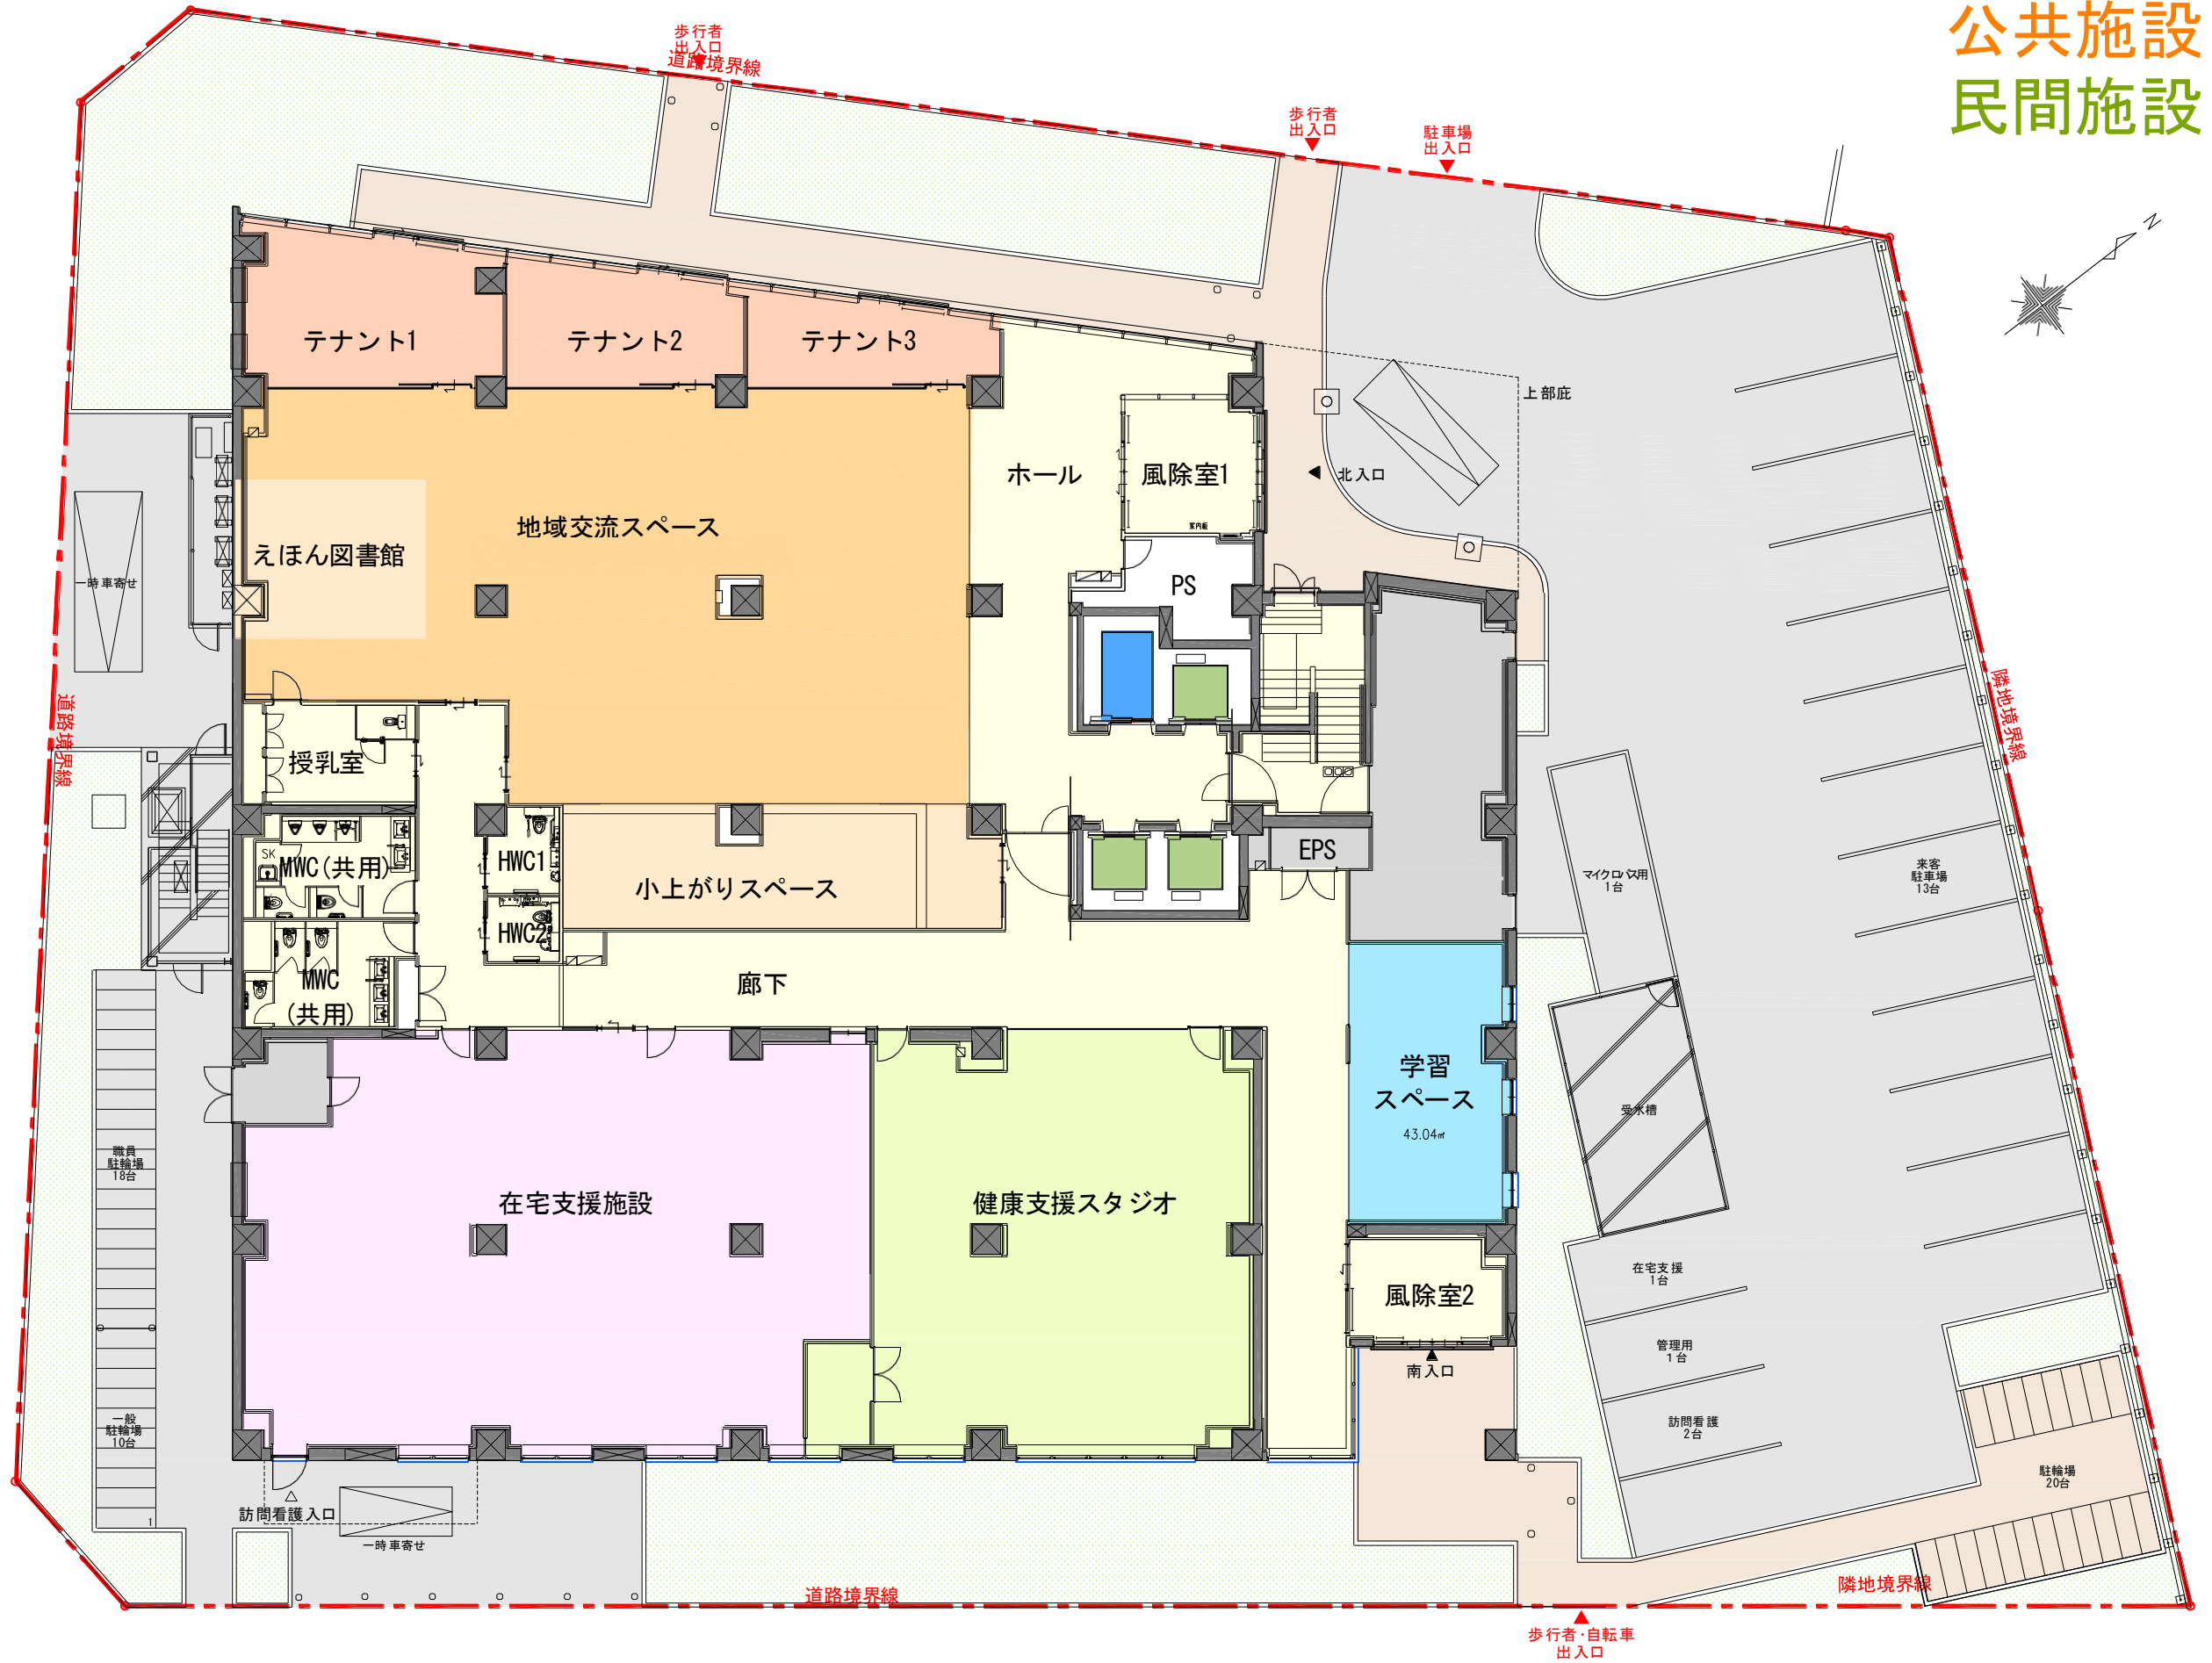 公共施設
民間施設
歩行者
出入口
道路境界線
歩行者
出入口
駐車場
出入口
N
テナント1
テナント2
テナント3
上部庇
ホール
風除室1
案内板
北入口
地域交流スペース
えほん図書館
一時車寄せ
PS
道路境界線
隣地境界線
授乳室
SK
MWC(共用)
HWC1
HWC2
小上がりスペース
EPS
マイクロバス用
1台
来客
駐車場
13台
MWC
(共用)
廊下
学習
スペース
43.04㎡
受水槽
職員
駐輪場
18台
在宅支援施設
健康支援スタジオ
在宅支援
1台
風除室2
管理用
1台
南入口
一般
駐輪場
10台
訪問看護
2台
駐輪場
20台
1
訪問看護入口
一時車寄せ
道路境界線
隣地境界線
歩行者・自転車
出入口